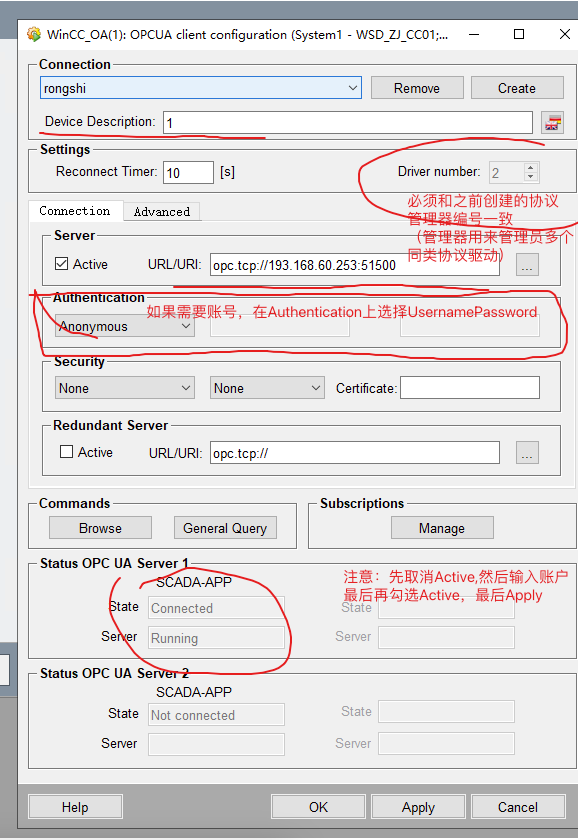 WinCC_OA(1): OPCUA client configuration (System1 - WSD_ZJ_CC01;...
Connection
rongshi
Remove
Create
Device Description:
1
Settings
Reconnect Timer:
10
[s]
Driver number:
2
必须和之前创建的协议
管理器编号一致
（管理器用来管理员多个
同类协议驱动）
Connection
Advanced
Server
Active
URL/URI:
opc.tcp://193.168.60.253:51500
...
Authentication
Anonymous
如果需要账号，在Authentication上选择UsernamePassword
Security
None
None
Certificate:
Redundant Server
Active
URL/URI:
opc.tcp://
...
Commands
Browse
General Query
Subscriptions
Manage
Status OPC UA Server 1
SCADA-APP
State
Connected
Server
Running
注意：先取消Active,然后输入账户
最后再勾选Active，最后Apply
State
Server
Status OPC UA Server 2
SCADA-APP
State
Not connected
Server
State
Server
Help
OK
Apply
Cancel